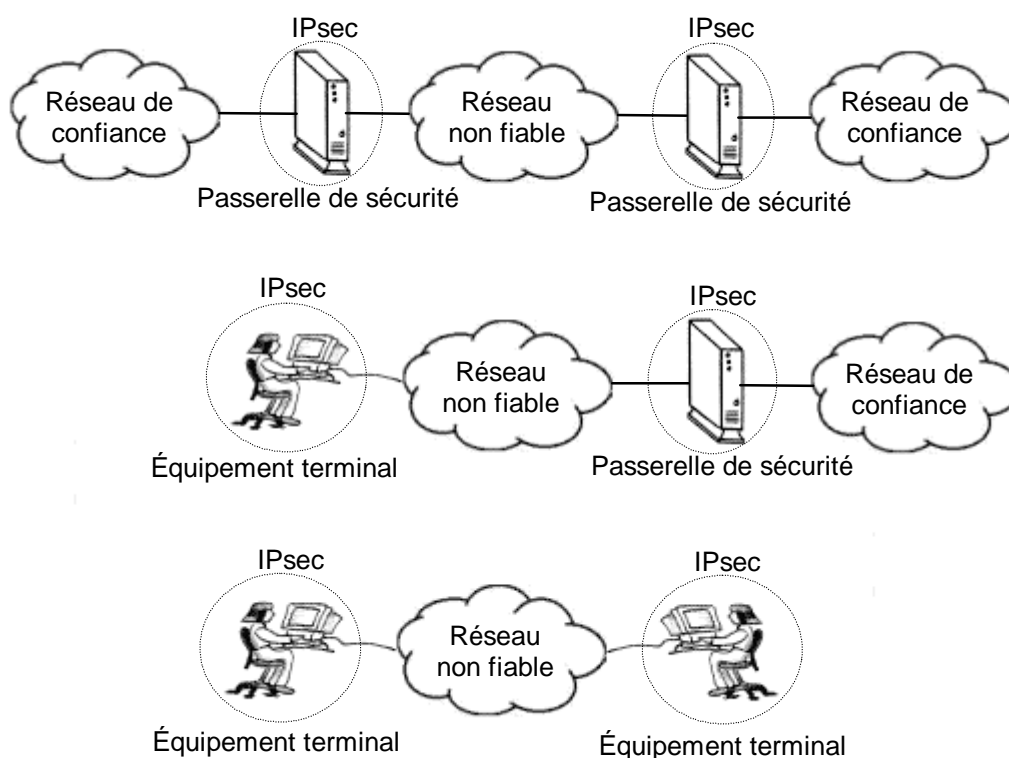 IPsec
IPsec
Réseau de
confiance
Réseau
non fiable
Réseau de
confiance
Passerelle de sécurité
Passerelle de sécurité
IPsec
IPsec
Réseau
non fiable
Réseau de
confiance
Équipement terminal
Passerelle de sécurité
IPsec
IPsec
Réseau
non fiable
Équipement terminal
Équipement terminal